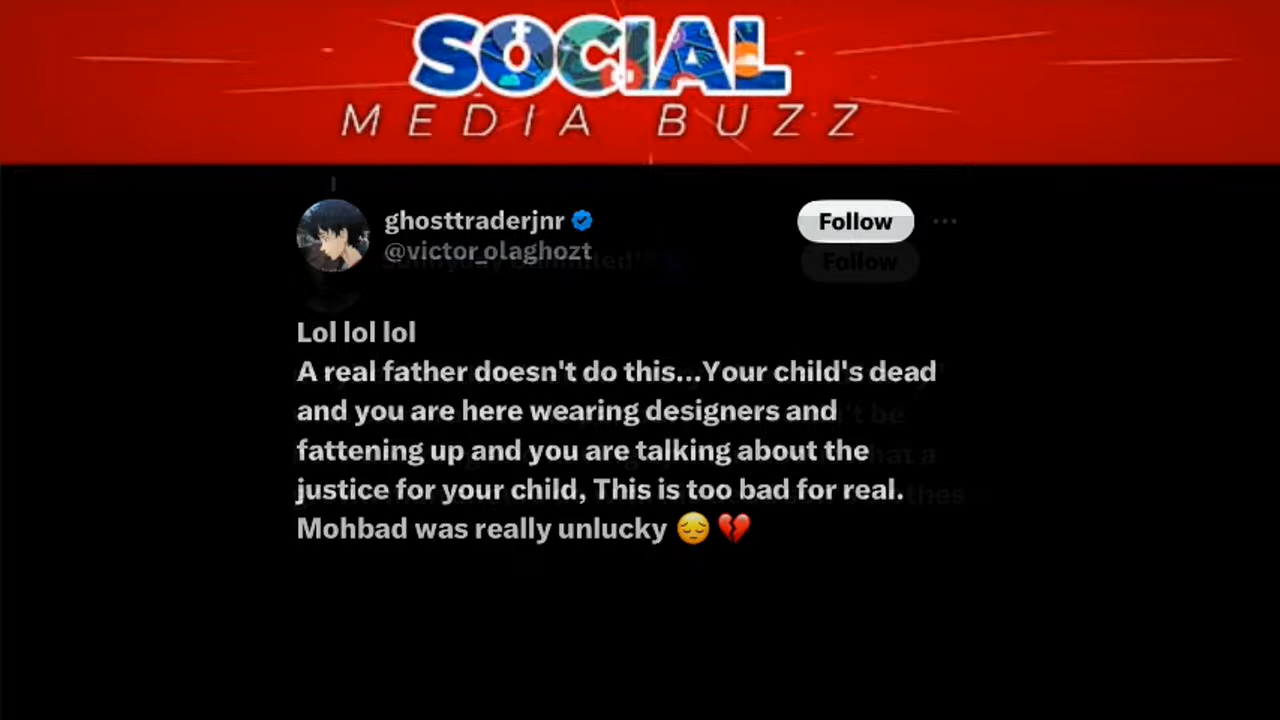 SOCIAL
MEDIA BUZZ
ghosttraderjnr
Follow
@victor_olaghozt
Follow
Lol lol lol
A real father doesn't do this...Your child's dead
and you are here wearing designers and
fattening up and you are talking about the
justice for your child, This is too bad for real.
Mohbad was really unlucky 😔💔